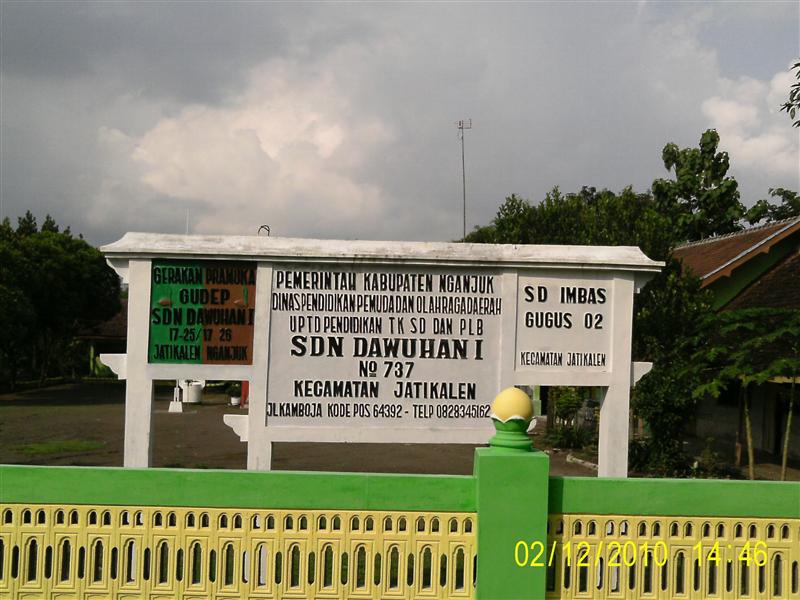 GERAKAN PRAMUKA
GUDEP
SDN DAWUHAN I
17-25/17 26
JATIKALEN NGANJUK
PEMERINTAH KABUPATEN NGANJUK
DINAS PENDIDIKAN PEMUDA DAN OLAHRAGA DAERAH
UPTD PENDIDIKAN TK SD DAN PLB
SDN DAWUHAN I
NO 737
KECAMATAN JATIKALEN
JL.KAMBOJA KODE POS 64392 - TELP 0828345162
SD IMBAS
GUGUS 02
KECAMATAN JATIKALEN
02/12/2010 14:46